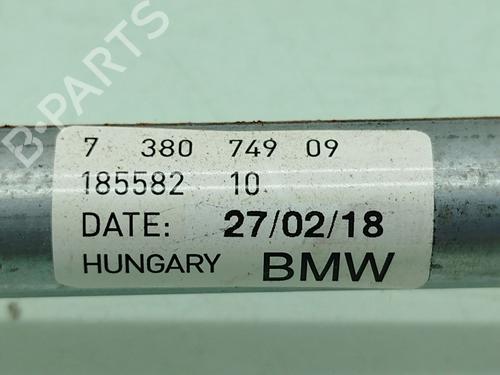 B-PARTS
7 380 749 09
185582 10
DATE: 27/02/18
HUNGARY BMW